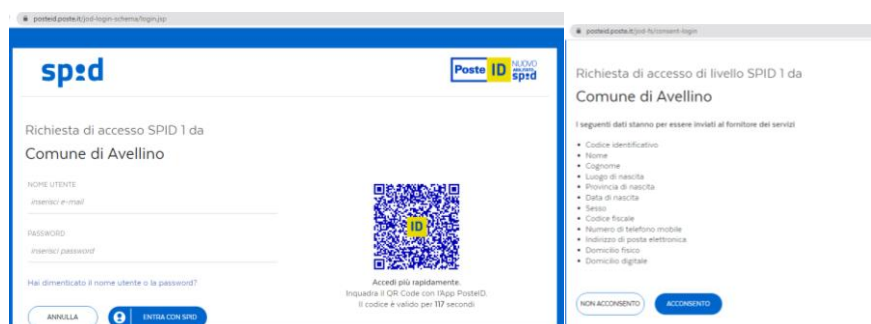 posteid.poste.it/jod-login-schema/login.jsp
spid
Poste ID NUOVO
spid
Richiesta di accesso SPID 1 da
Comune di Avellino
NOME UTENTE
inserisci e-mail
PASSWORD
inserisci password
Hai dimenticato il nome utente o la password?
ANNULLA
ENTRA CON SPID
ID
Accedi più rapidamente.
Inquadra il QR Code con l'App PosteID.
Il codice è valido per 117 secondi
posteid.poste.it/jod-fs/consent-login
Richiesta di accesso di livello SPID 1 da
Comune di Avellino
I seguenti dati stanno per essere inviati al fornitore dei servizi
• Codice identificativo
• Nome
• Cognome
• Luogo di nascita
• Provincia di nascita
• Data di nascita
• Sesso
• Codice fiscale
• Numero di telefono mobile
• Indirizzo di posta elettronica
• Domicilio fisico
• Domicilio digitale
NON ACCONSENTO
ACCONSENTO